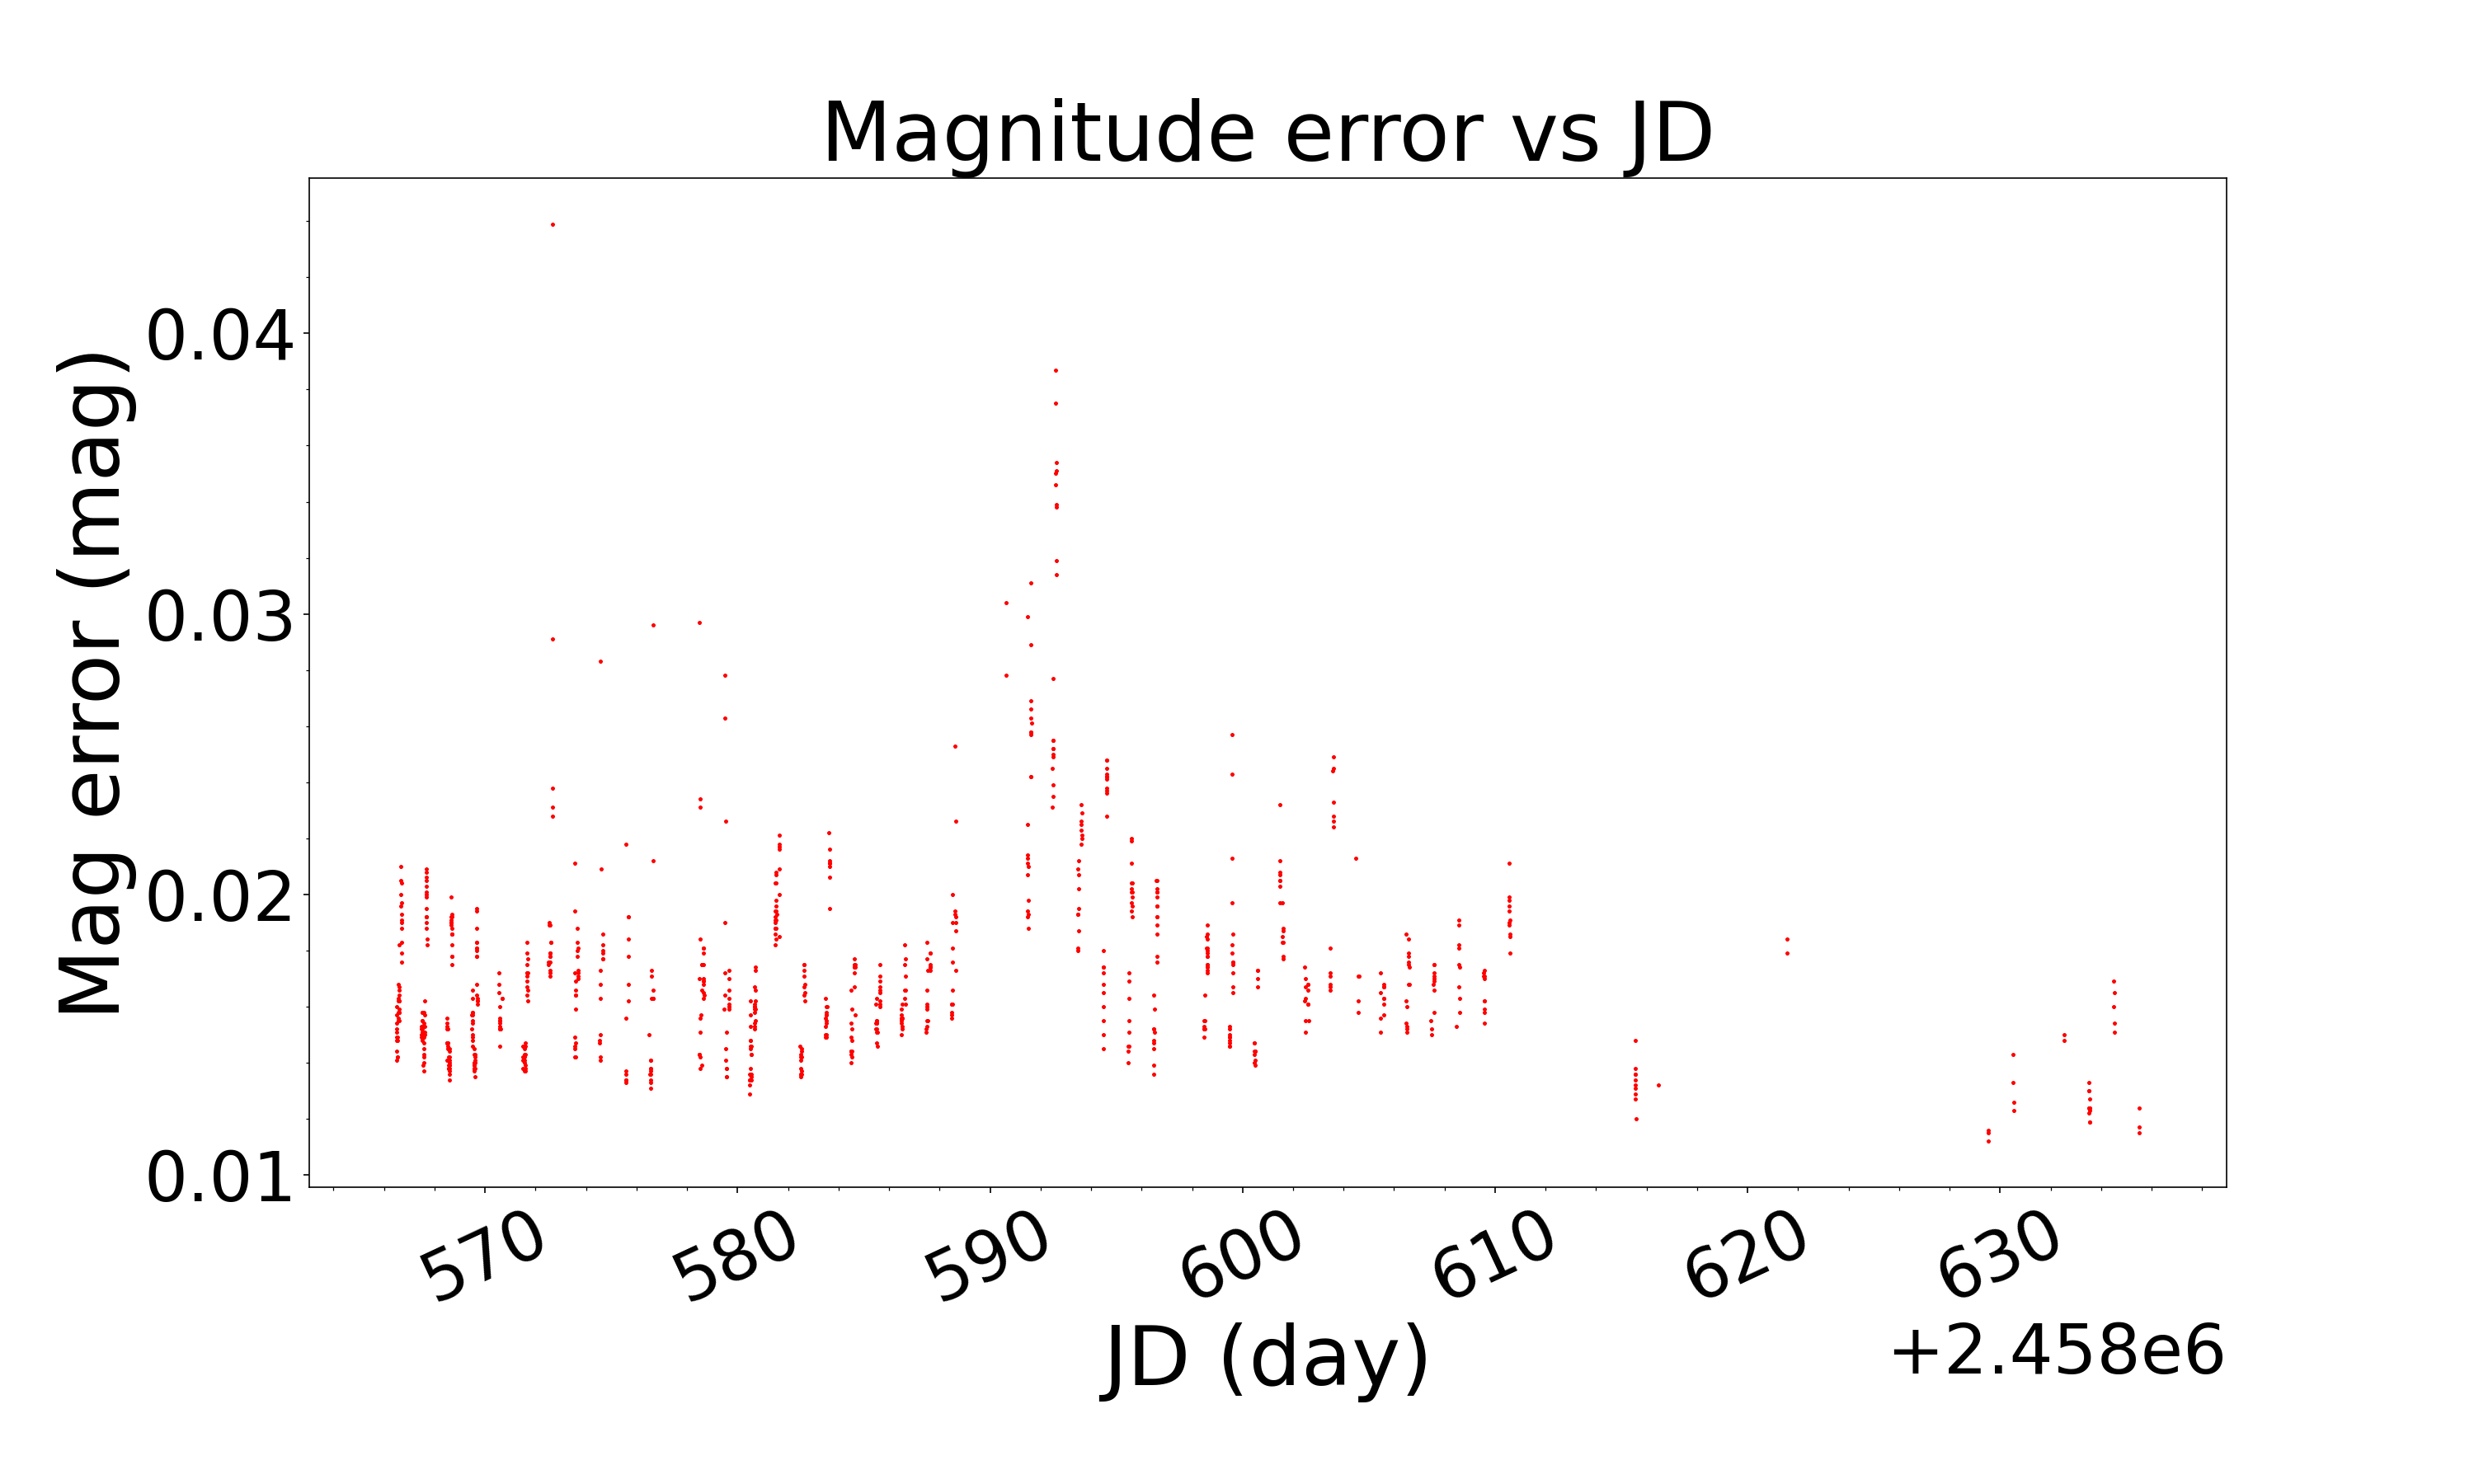 Magnitude error vs JD
Mag error (mag)
0.04
0.03
0.02
0.01
570 580 590 600 610 620 630
JD (day)
+2.458e6